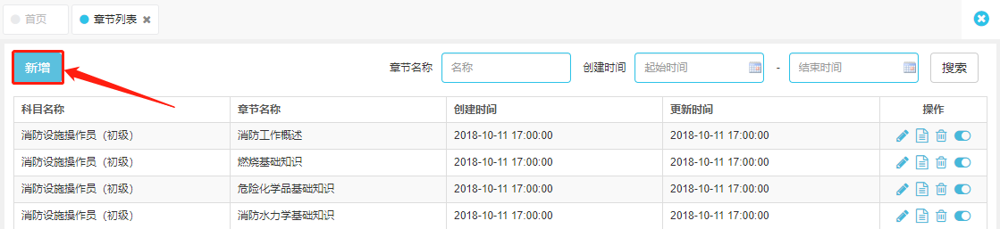 首页 章节列表
新增 章节名称 名称 创建时间 起始时间 - 结束时间 搜索
科目名称 章节名称 创建时间 更新时间 操作
消防设施操作员（初级） 消防工作概述 2018-10-11 17:00:00 2018-10-11 17:00:00
消防设施操作员（初级） 燃烧基础知识 2018-10-11 17:00:00 2018-10-11 17:00:00
消防设施操作员（初级） 危险化学品基础知识 2018-10-11 17:00:00 2018-10-11 17:00:00
消防设施操作员（初级） 消防水力学基础知识 2018-10-11 17:00:00 2018-10-11 17:00:00